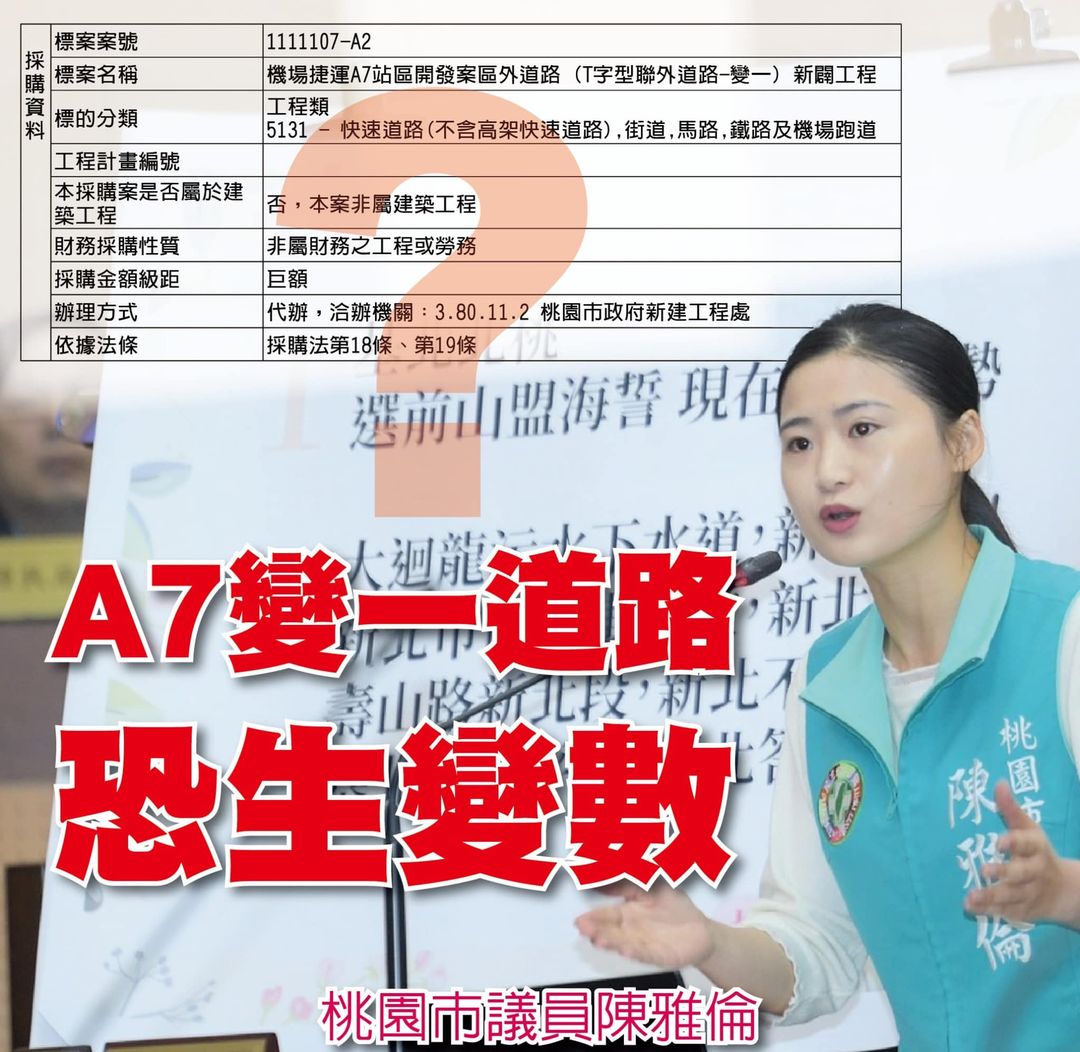 採購資料
標案案號 1111107-A2
標案名稱 機場捷運A7站區開發案區外道路 (T字型聯外道路-變一) 新闢工程
標的分類 工程類
5131 - 快速道路(不含高架快速道路),街道,馬路,鐵路及機場跑道
工程計畫編號
本採購案是否屬於建
築工程
否，本案非屬建築工程
財務採購性質 非屬財務之工程或勞務
採購金額級距 巨額
辦理方式 代辦，洽辦機關：3.80.11.2 桃園市政府新建工程處
依據法條 採購法第18條、第19條
?
選前山盟海誓 現在
勢
大迴龍污水下水道，新
新北市
，新北
壽山路新北段，新北不
北答
A7變一道路
恐生變數
桃園市
陳雅倫
桃園市議員陳雅倫